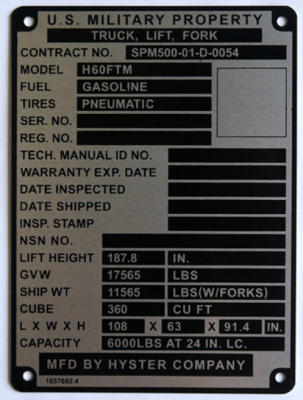 U.S. MILITARY PROPERTY
TRUCK, LIFT, FORK
CONTRACT NO. SPM500-01-D-0054
MODEL H60FTM
FUEL GASOLINE
TIRES PNEUMATIC
SER. NO.
REG. NO.
TECH. MANUAL ID NO.
WARRANTY EXP. DATE
DATE INSPECTED
DATE SHIPPED
INSP. STAMP
NSN NO.
LIFT HEIGHT 187.8 IN.
GVW 17565 LBS
SHIP WT 11565 LBS(W/FORKS)
CUBE 360 CU FT
L X W X H 108 X 63 X 91.4 IN.
CAPACITY 6000LBS AT 24 IN. LC.
MFD BY HYSTER COMPANY
1657692.4